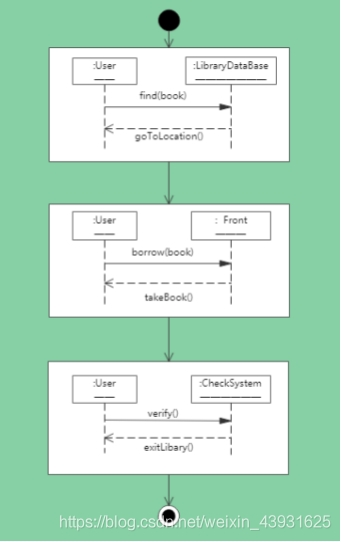 :User
:LibraryDataBase
find(book)
goToLocation()
:User
: Front
borrow(book)
takeBook()
:User
:CheckSystem
verify()
exitLibary()
https://blog.csdn.net/weixin_43931625